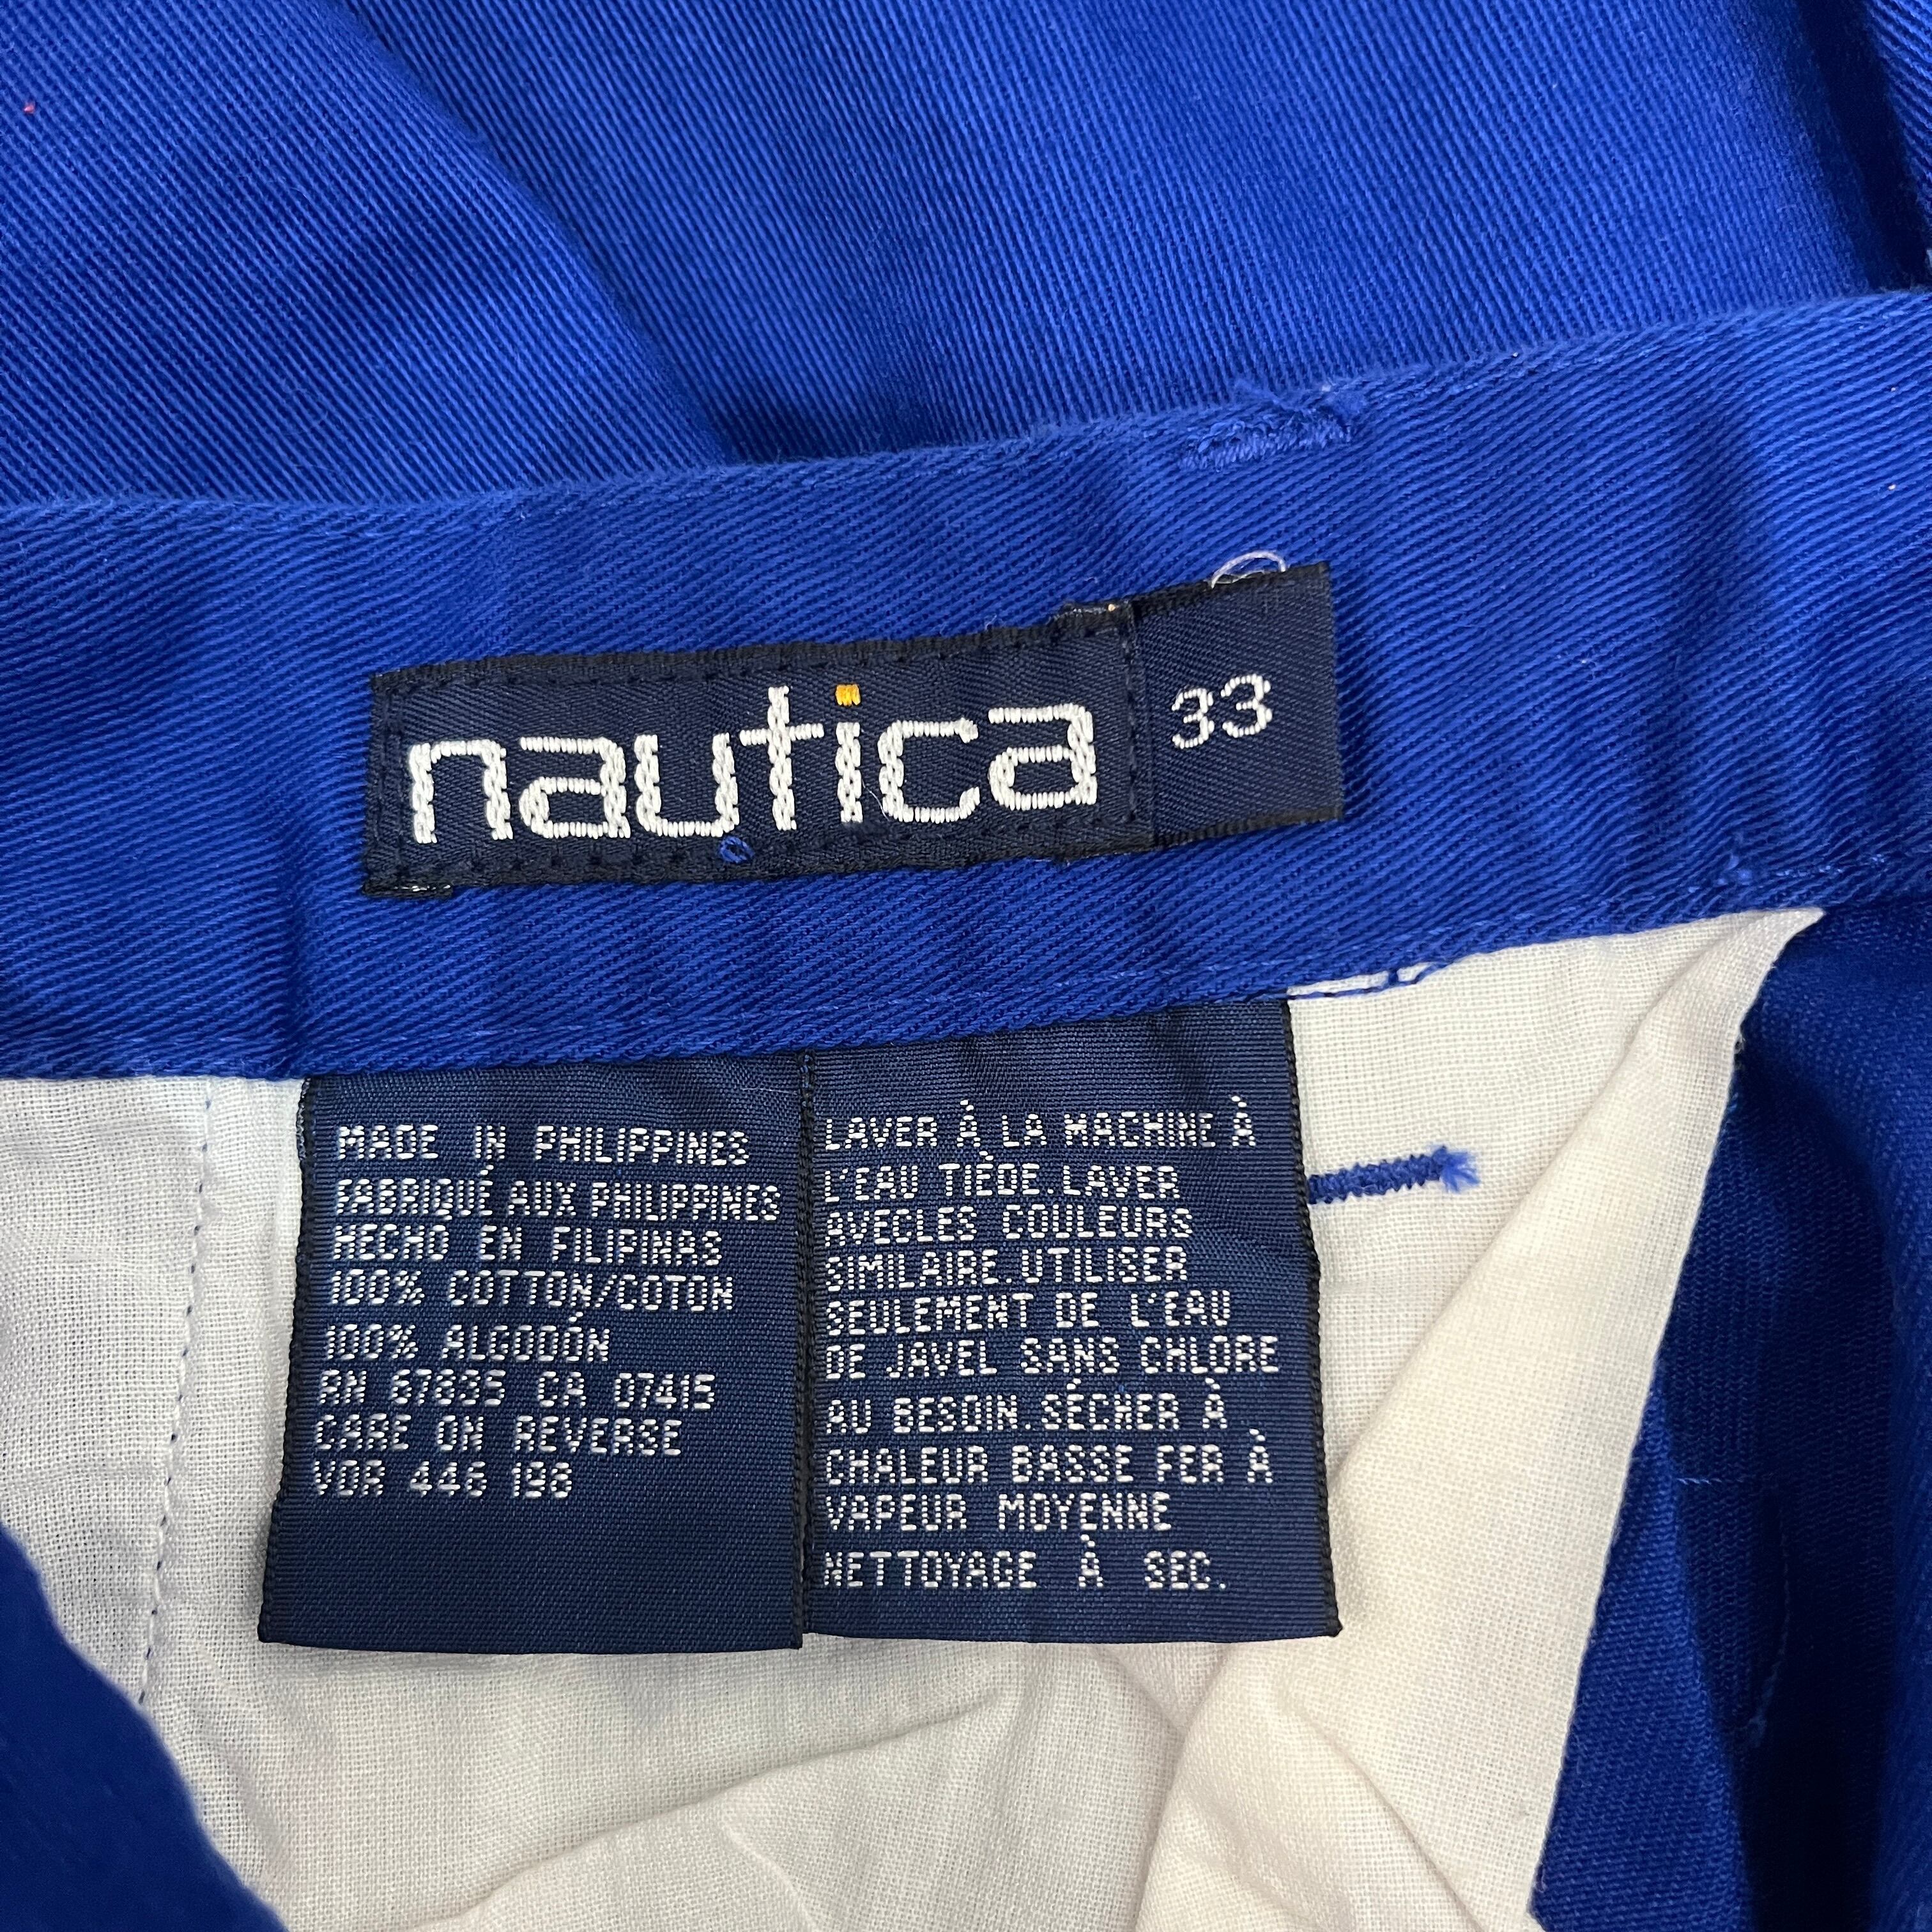 nautica 33
MADE IN PHILIPPINES
FABRIQUÉ AUX PHILIPPINES
HECHO EN FILIPINAS
100% COTTON/COTON
100% ALGODÓN
RN 67835 CA 07415
CARE ON REVERSE
VOR 446 198
LAVER À LA MACHINE À
L'EAU TIÈDE.LAVER
AVECLES COULEURS
SIMILAIRE.UTILISER
SEULEMENT DE L'EAU
DE JAVEL SANS CHLORE
AU BESOIN.SÉCHER À
CHALEUR BASSE FER À
VAPEUR MOYENNE
NETTOYAGE À SEC.